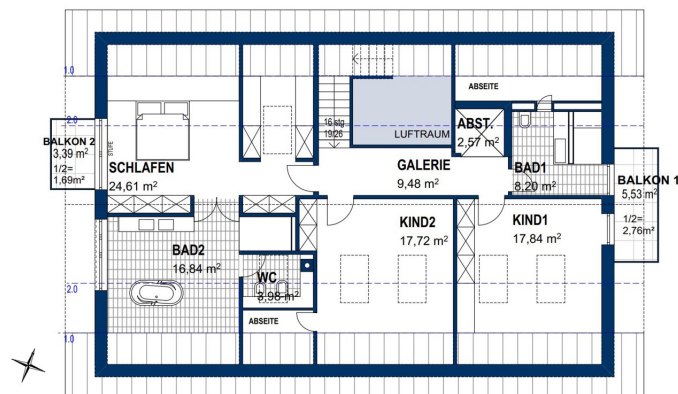 1.0
2.0
ABSEITE
16 stg
19/26
LUFTRAUM
ABST.
2,57 m²
BALKON 2
3,39 m²
1/2=
1,69m²
STUFE
SCHLAFEN
24,61 m²
GALERIE
9,48 m²
BAD1
8,20 m²
BALKON 1
5,53 m²
1/2=
2,76m²
KIND2
17,72 m²
KIND1
17,84 m²
BAD2
16,84 m²
WC
3,98 m²
2.0
ABSEITE
ABSEITE
1.0